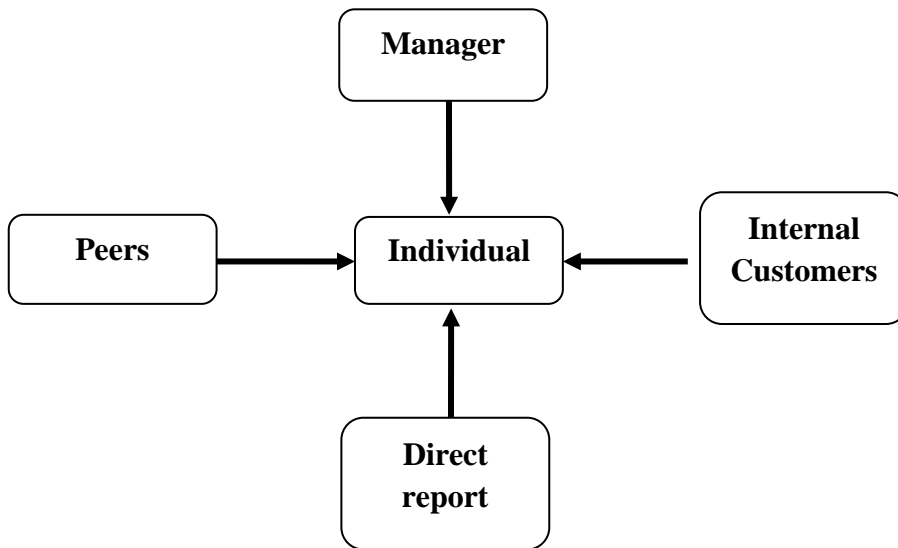 Manager
Peers
Individual
Internal
Customers
Direct
report